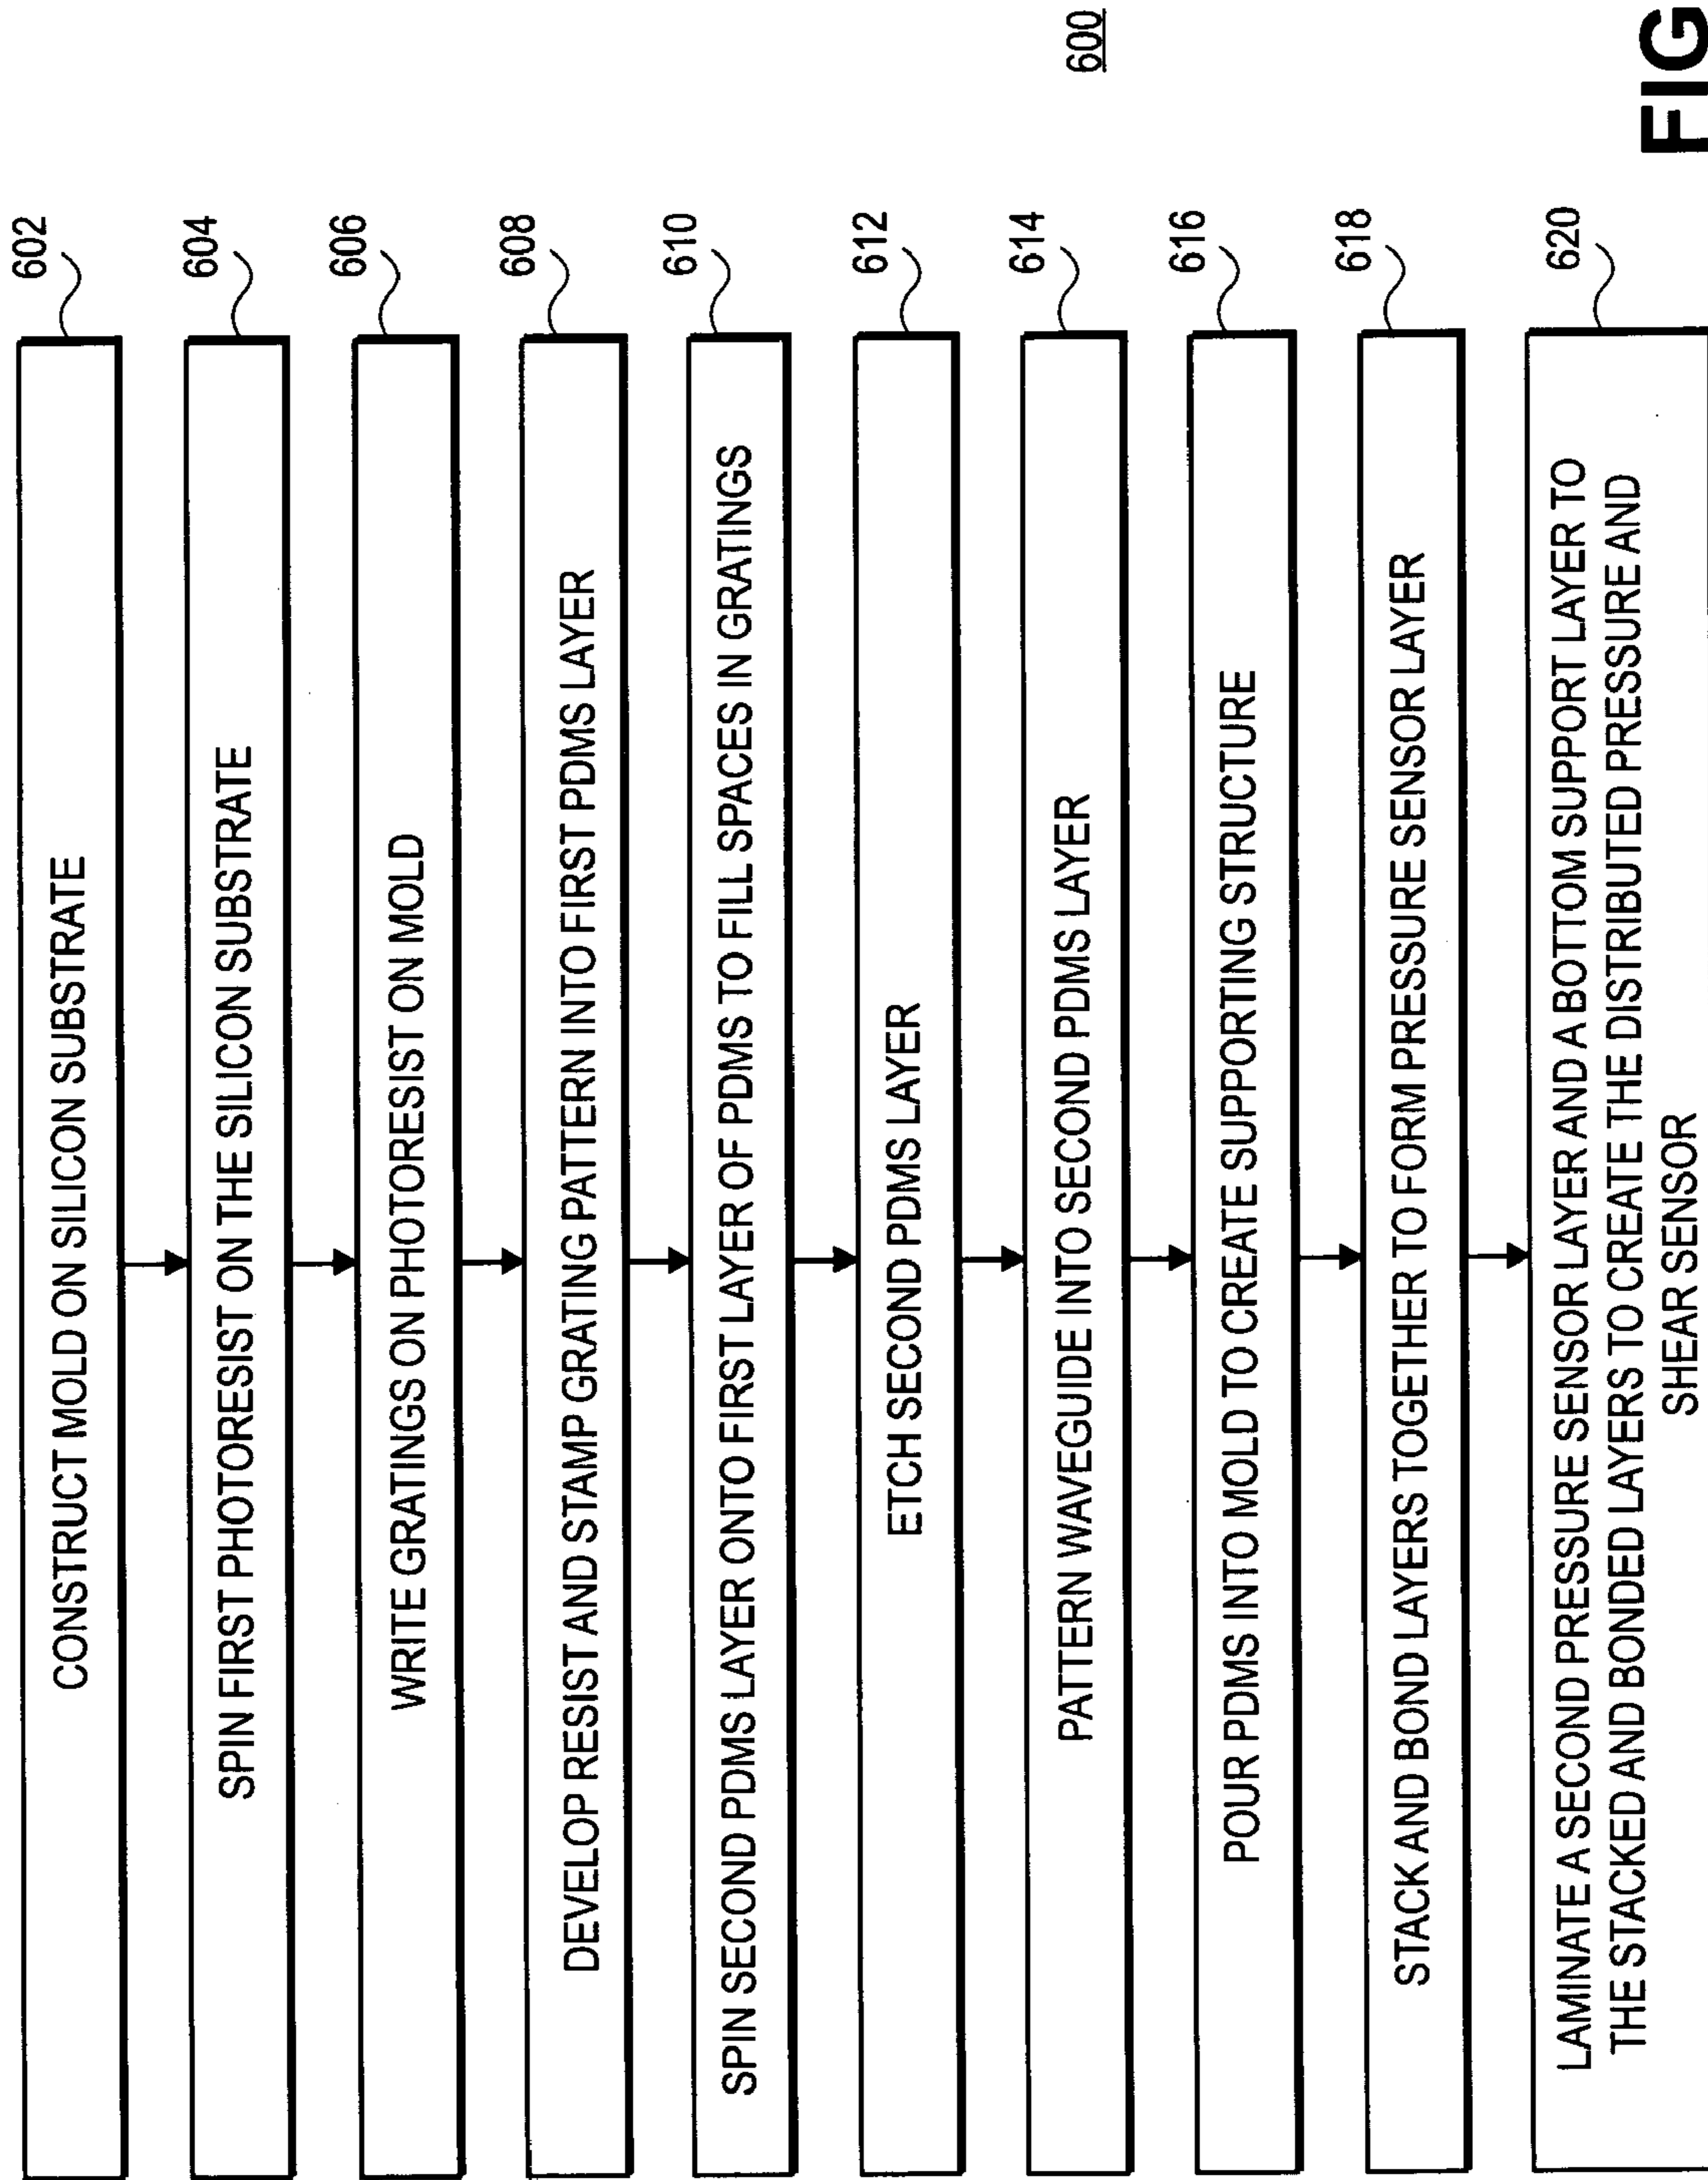 602
CONSTRUCT MOLD ON SILICON SUBSTRATE
604
SPIN FIRST PHOTORESIST ON THE SILICON SUBSTRATE
606
WRITE GRATINGS ON PHOTORESIST ON MOLD
608
DEVELOP RESIST AND STAMP GRATING PATTERN INTO FIRST PDMS LAYER
610
SPIN SECOND PDMS LAYER ONTO FIRST LAYER OF PDMS TO FILL SPACES IN GRATINGS
612
ETCH SECOND PDMS LAYER
614
PATTERN WAVEGUIDE INTO SECOND PDMS LAYER
616
POUR PDMS INTO MOLD TO CREATE SUPPORTING STRUCTURE
618
STACK AND BOND LAYERS TOGETHER TO FORM PRESSURE SENSOR LAYER
620
LAMINATE A SECOND PRESSURE SENSOR LAYER AND A BOTTOM SUPPORT LAYER TO
THE STACKED AND BONDED LAYERS TO CREATE THE DISTRIBUTED PRESSURE AND
SHEAR SENSOR
600
FIG